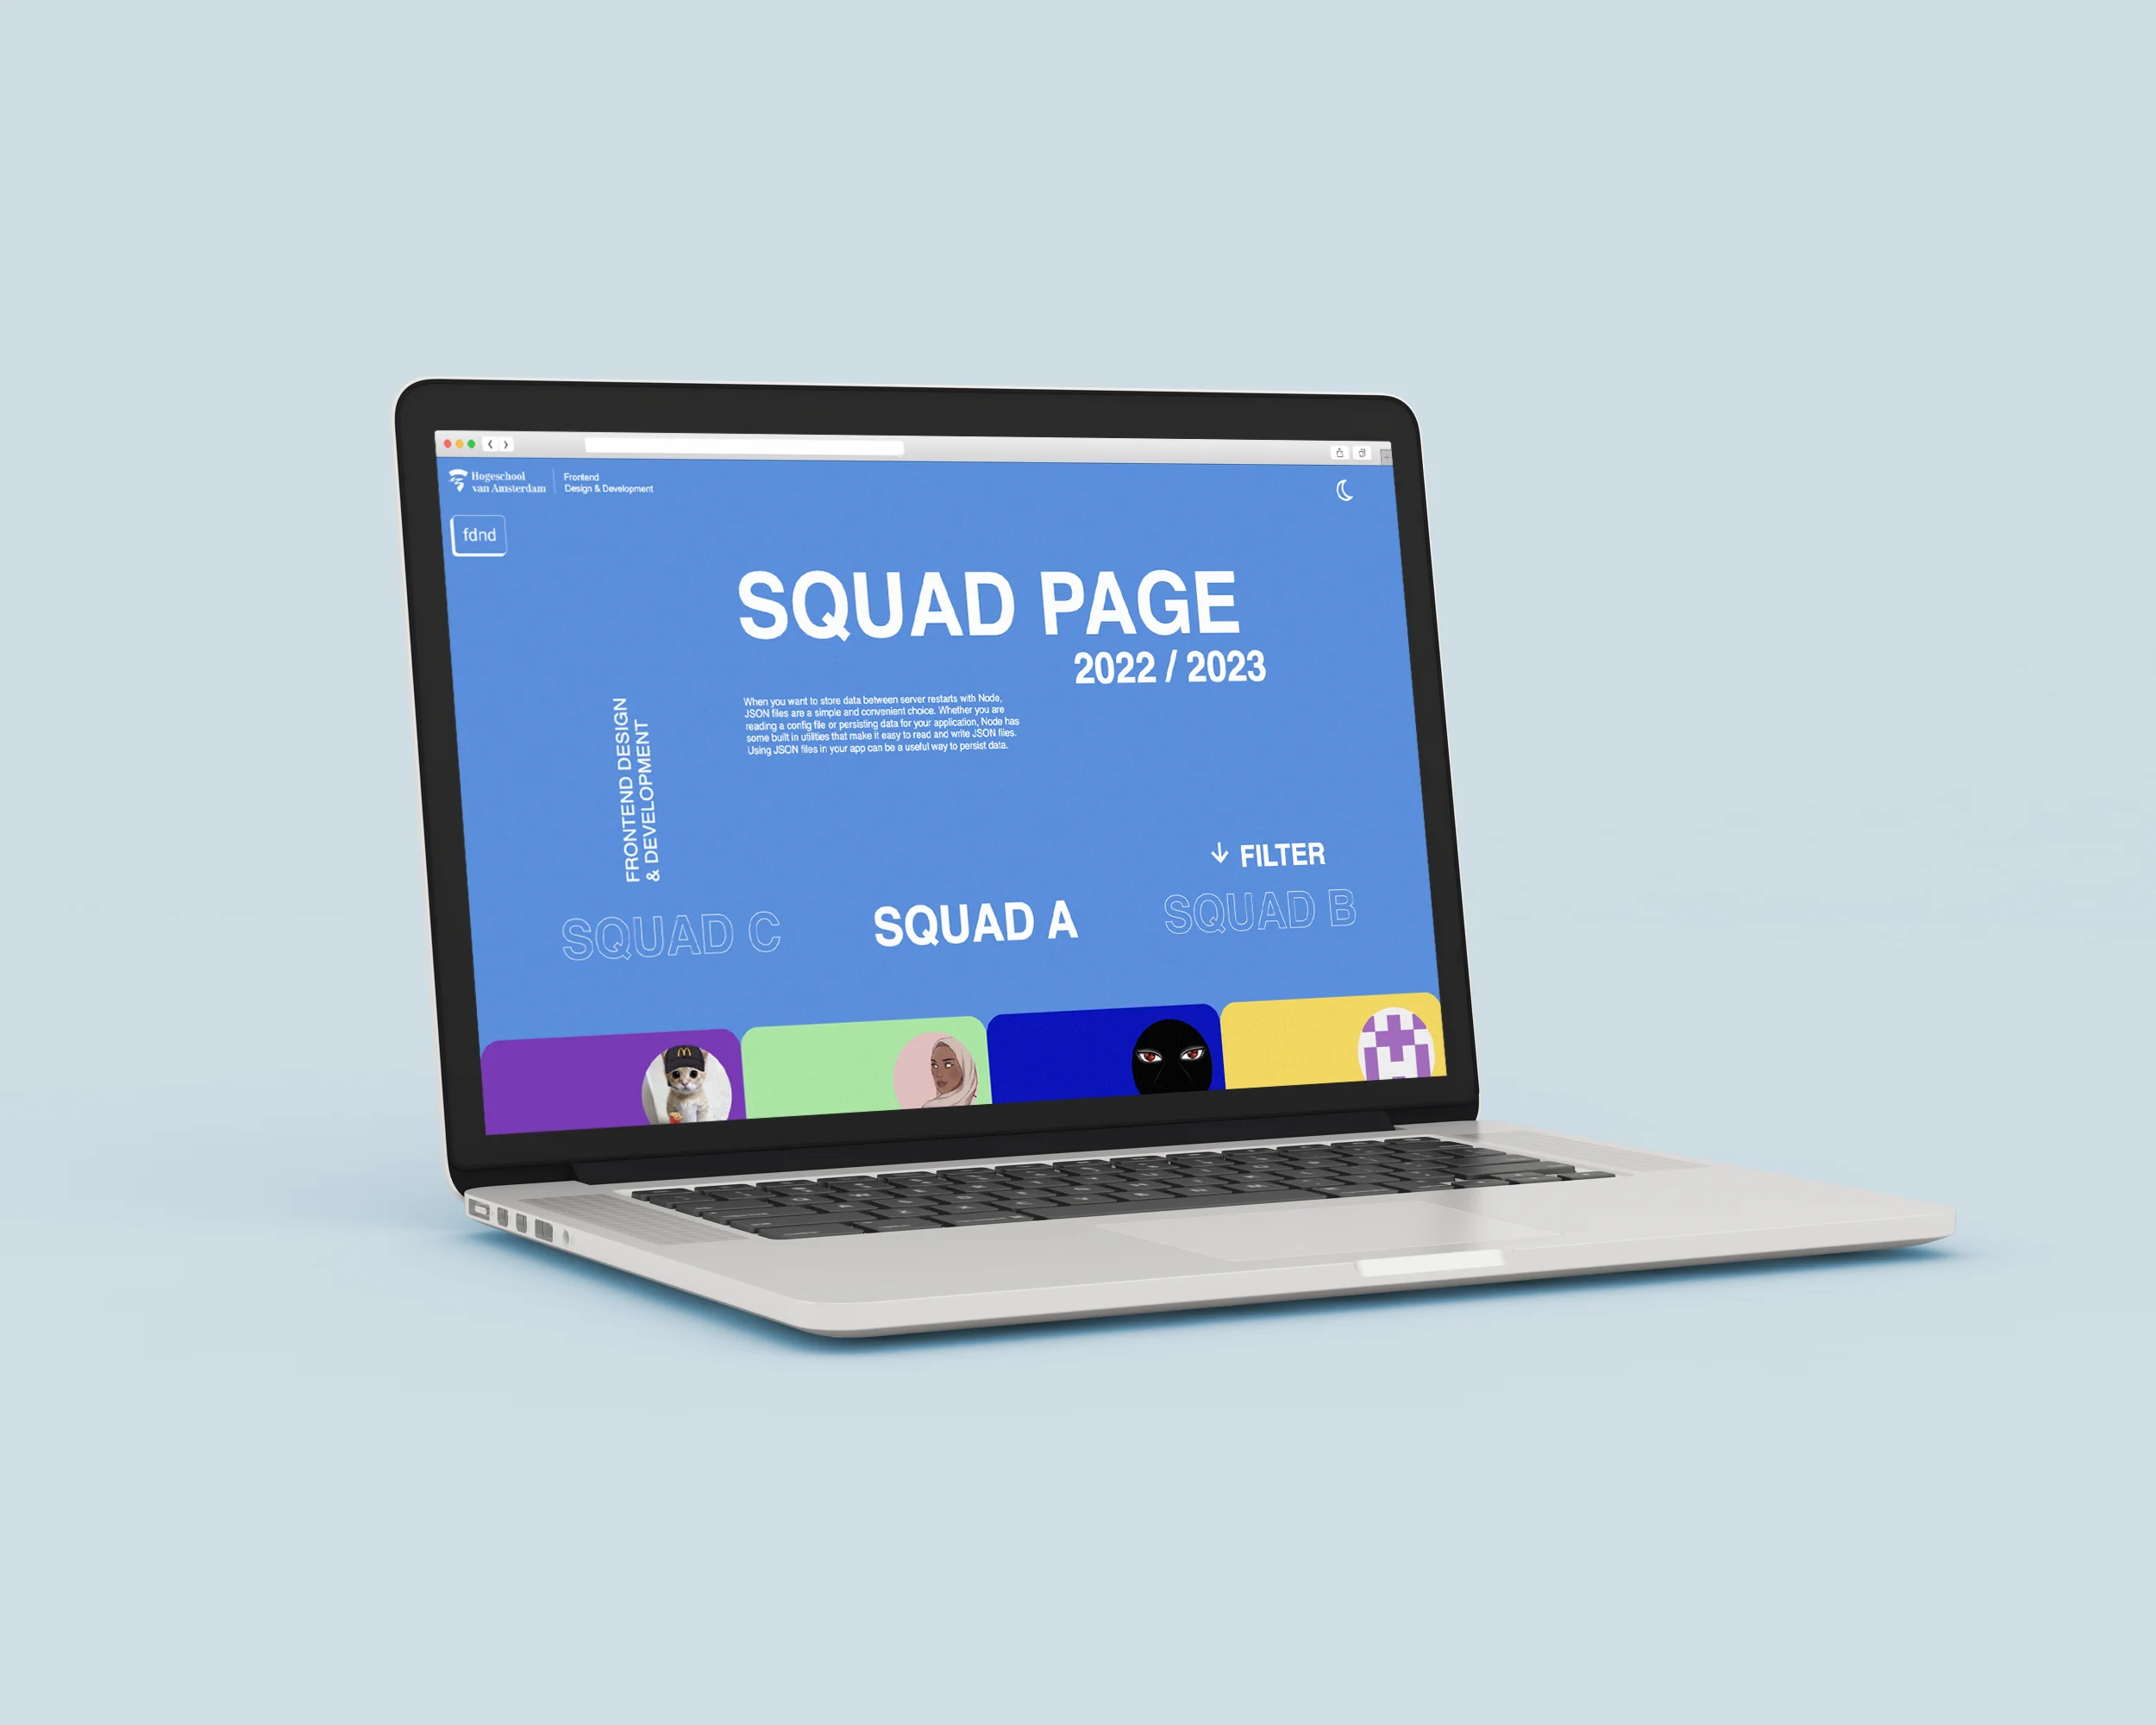 Hogeschool
van Amsterdam
Frontend
Design & Development
fdnd
SQUAD PAGE
2022 / 2023
When you want to store data between server restarts with Node,
JSON files are a simple and convenient choice. Whether you are
reading a config file or persisting data for your application, Node has
some built in utilities that make it easy to read and write JSON files.
Using JSON files in your app can be a useful way to persist data.
FRONTEND DESIGN
& DEVELOPMENT
FILTER
SQUAD C
SQUAD A
SQUAD B